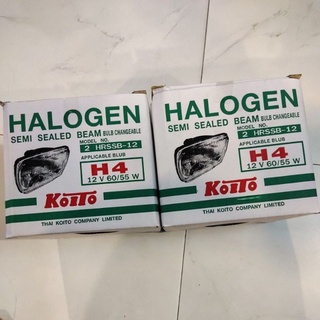 HALOGEN
SEMI SEALED BEAM BULB CHANGEABLE
MODEL NO.
2 HRSSB-12
APPLICABLE BLUB
H4
12 V 60/55 W
KOITO
THAI KOITO COMPANY LIMITED
HALOGEN
SEMI SEALED BEAM BULB CHANGEABLE
MODEL NO.
2 HRSSB-12
APPLICABLE BLUB
H4
12 V 60/55 W
KOITO
THAI KOITO COMPANY LIMITED